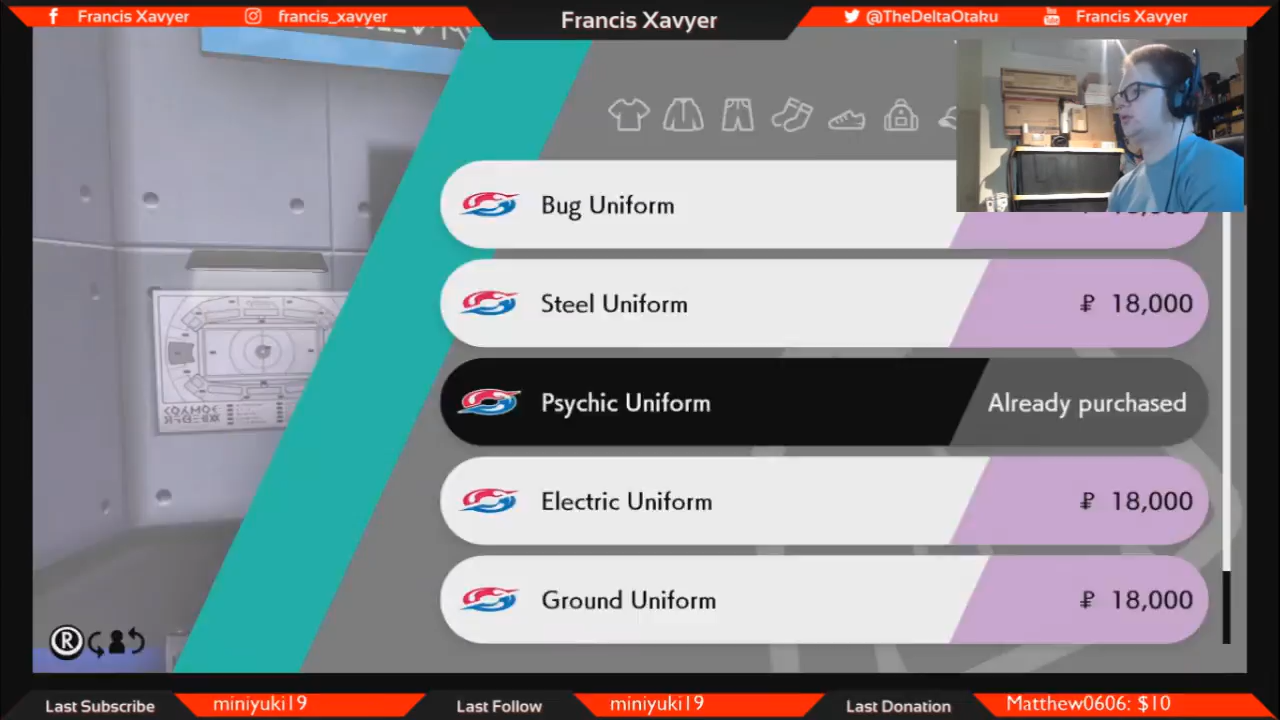 Francis Xavyer
francis_xavyer
Francis Xavyer
@TheDeltaOtaku
Francis Xavyer
Bug Uniform
Steel Uniform ₽ 18,000
Psychic Uniform Already purchased
Electric Uniform ₽ 18,000
Ground Uniform ₽ 18,000
R
Last Subscribe miniyuki19 Last Follow miniyuki19 Last Donation Matthew0606: $10